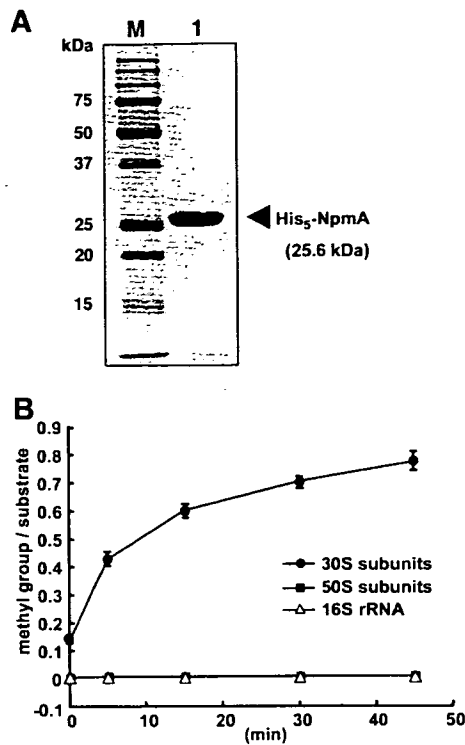 A
M 1
kDa
75
50
37
25
20
15
His5-NpmA
(25.6 kDa)
B
methyl group / substrate
0.9
0.8
0.7
0.6
0.5
0.4
0.3
0.2
0.1
0
-0.1
30S subunits
50S subunits
16S rRNA
0 10 20 30 40 50
(min)